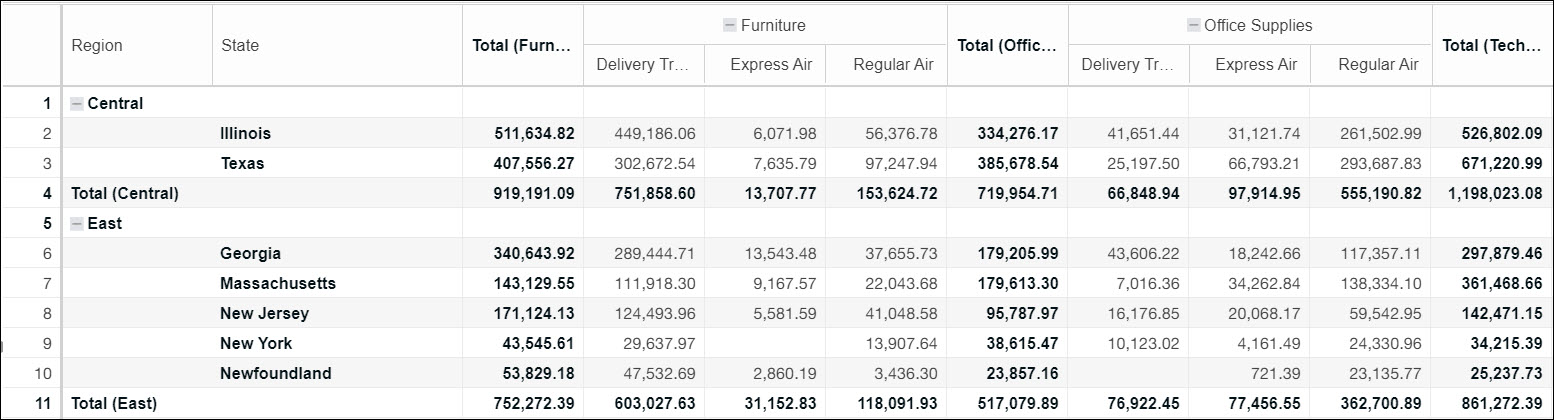 Region State Total (Furn... Furniture Total (Offic... Office Supplies Total (Tech...
Delivery Tr... Express Air Regular Air Delivery Tr... Express Air Regular Air
1 Central
2 Illinois 511,634.82 449,186.06 6,071.98 56,376.78 334,276.17 41,651.44 31,121.74 261,502.99 526,802.09
3 Texas 407,556.27 302,672.54 7,635.79 97,247.94 385,678.54 25,197.50 66,793.21 293,687.83 671,220.99
4 Total (Central) 919,191.09 751,858.60 13,707.77 153,624.72 719,954.71 66,848.94 97,914.95 555,190.82 1,198,023.08
5 East
6 Georgia 340,643.92 289,444.71 13,543.48 37,655.73 179,205.99 43,606.22 18,242.66 117,357.11 297,879.46
7 Massachusetts 143,129.55 111,918.30 9,167.57 22,043.68 179,613.30 7,016.36 34,262.84 138,334.10 361,468.66
8 New Jersey 171,124.13 124,493.96 5,581.59 41,048.58 95,787.97 16,176.85 20,068.17 59,542.95 142,471.15
9 New York 43,545.61 29,637.97 13,907.64 38,615.47 10,123.02 4,161.49 24,330.96 34,215.39
10 Newfoundland 53,829.18 47,532.69 2,860.19 3,436.30 23,857.16 721.39 23,135.77 25,237.73
11 Total (East) 752,272.39 603,027.63 31,152.83 118,091.93 517,079.89 76,922.45 77,456.55 362,700.89 861,272.39